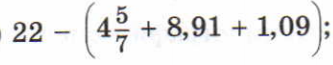 22 − (4 5/7 + 8,91 + 1,09);